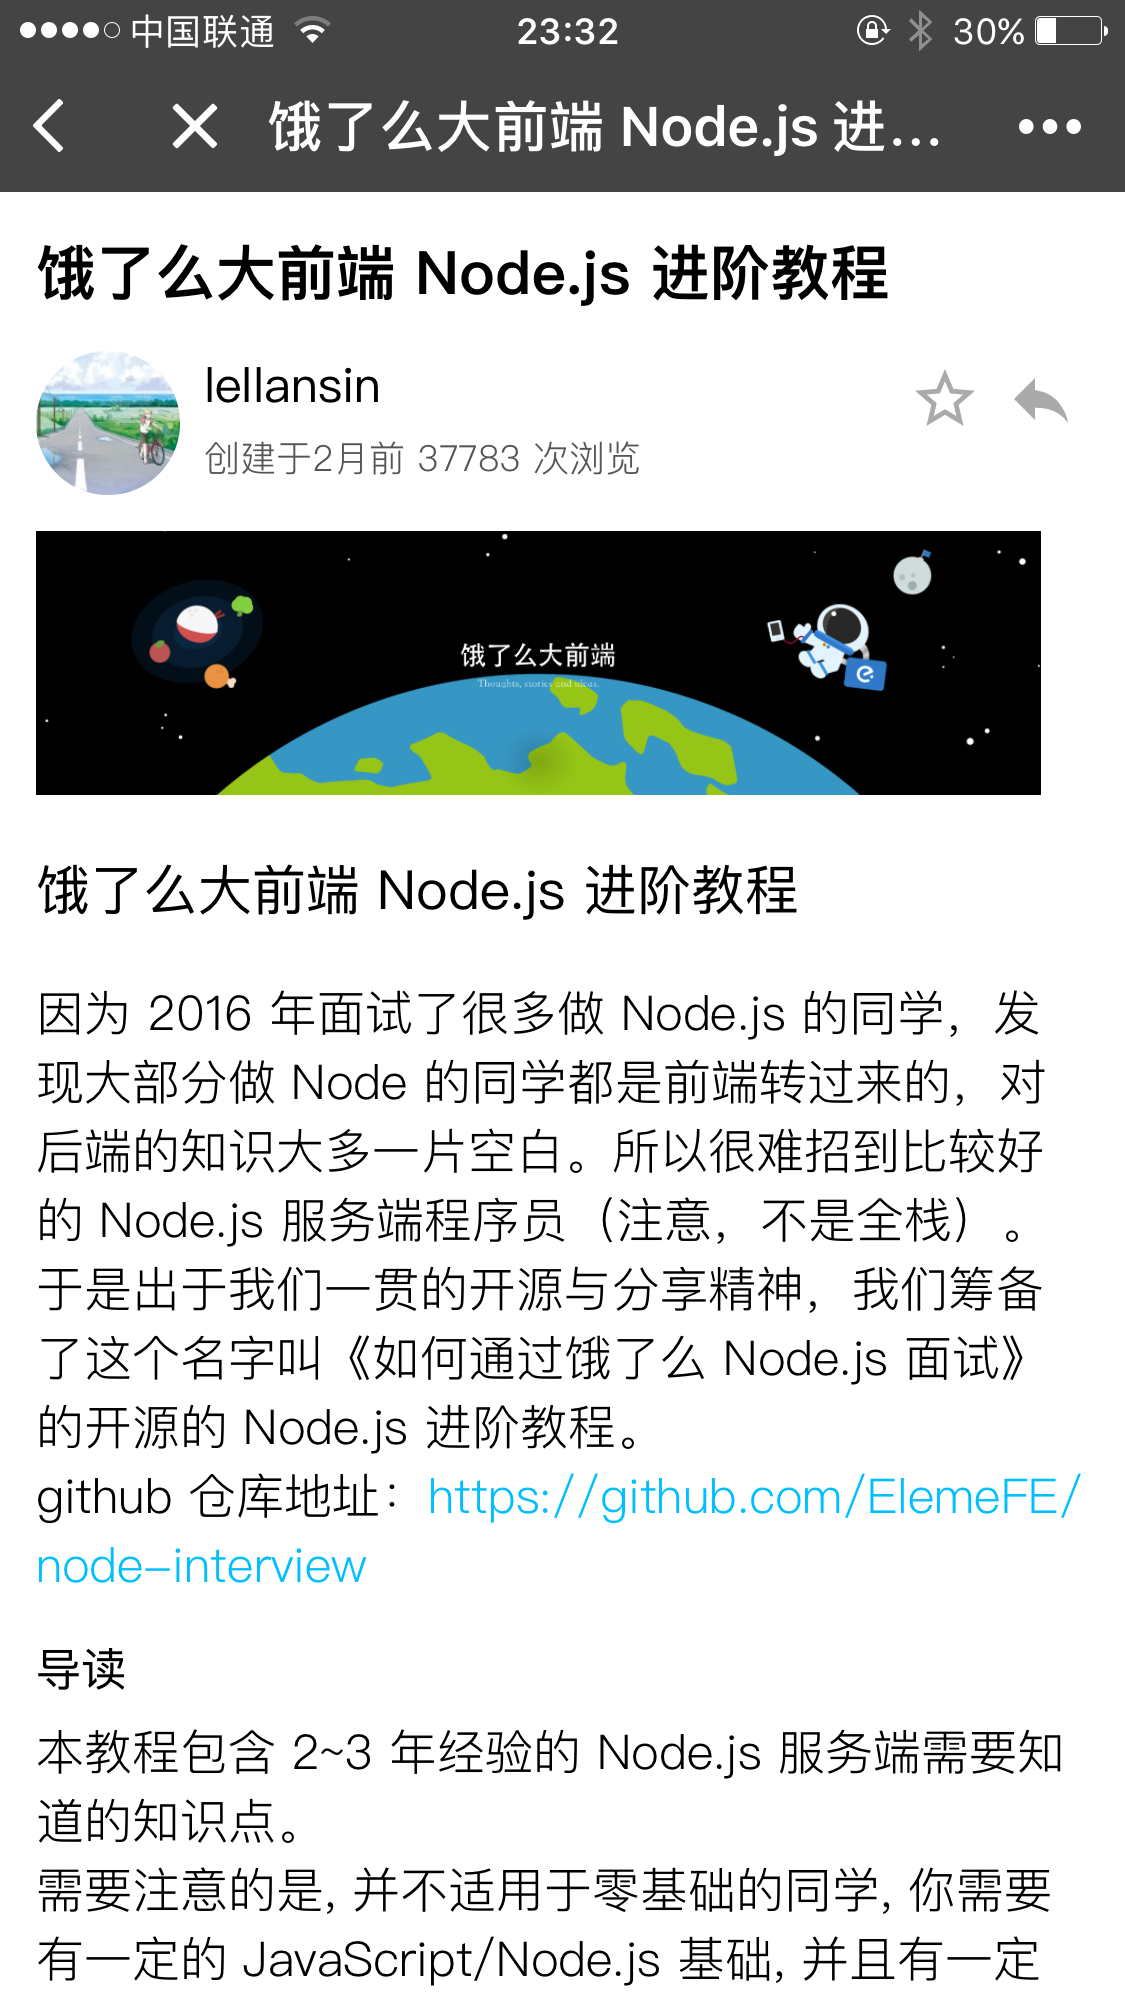 中国联通
23:32
30%
饿了么大前端 Node.js 进...
饿了么大前端 Node.js 进阶教程
lellansin
创建于2月前 37783 次浏览
饿了么大前端
Thoughts, stories and ideas.
饿了么大前端 Node.js 进阶教程
因为 2016 年面试了很多做 Node.js 的同学，发
现大部分做 Node 的同学都是前端转过来的，对
后端的知识大多一片空白。所以很难招到比较好
的 Node.js 服务端程序员（注意，不是全栈）。
于是出于我们一贯的开源与分享精神，我们筹备
了这个名字叫《如何通过饿了么 Node.js 面试》
的开源的 Node.js 进阶教程。
github 仓库地址：https://github.com/ElemeFE/
node-interview
导读
本教程包含 2~3 年经验的 Node.js 服务端需要知
道的知识点。
需要注意的是, 并不适用于零基础的同学, 你需要
有一定的 JavaScript/Node.js 基础, 并且有一定